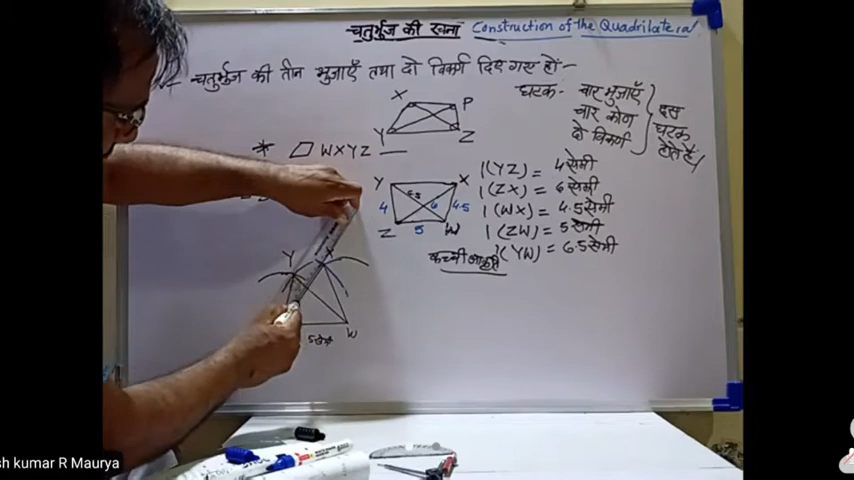 चतुर्भुज की रचना Construction of the Quadrilateral
चतुर्भुज की तीन भुजाएँ तथा दो विकर्ण दिए गए हों -
घटक - चार भुजाएँ
चार कोण
दो विकर्ण
दस
घटक
होते है
X P
Y Z
* ▱ WXYZ
Y X
4 6.5 6 4.5
Z 5 W
कच्ची आकृति
l(YZ) = 4 सेमी
l(ZX) = 6 सेमी
l(WX) = 4.5 सेमी
l(ZW) = 5 सेमी
l(YW) = 6.5 सेमी
Y X
5 सेमी W
sh kumar R Maurya